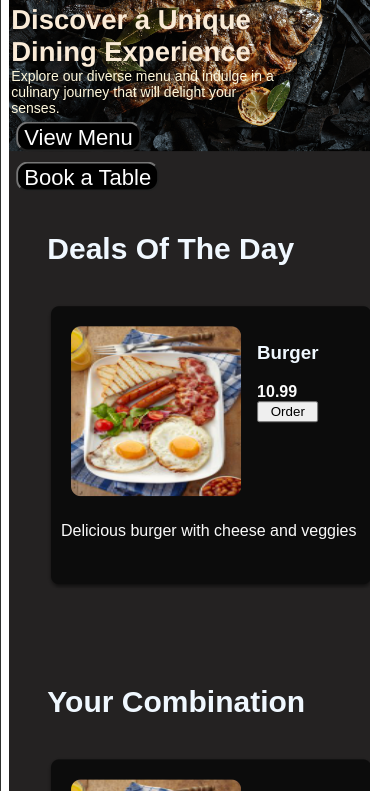 Discover a Unique
Dining Experience
Explore our diverse menu and indulge in a
culinary journey that will delight your
senses.
View Menu
Book a Table
Deals Of The Day
Burger
10.99
Order
Delicious burger with cheese and veggies
Your Combination